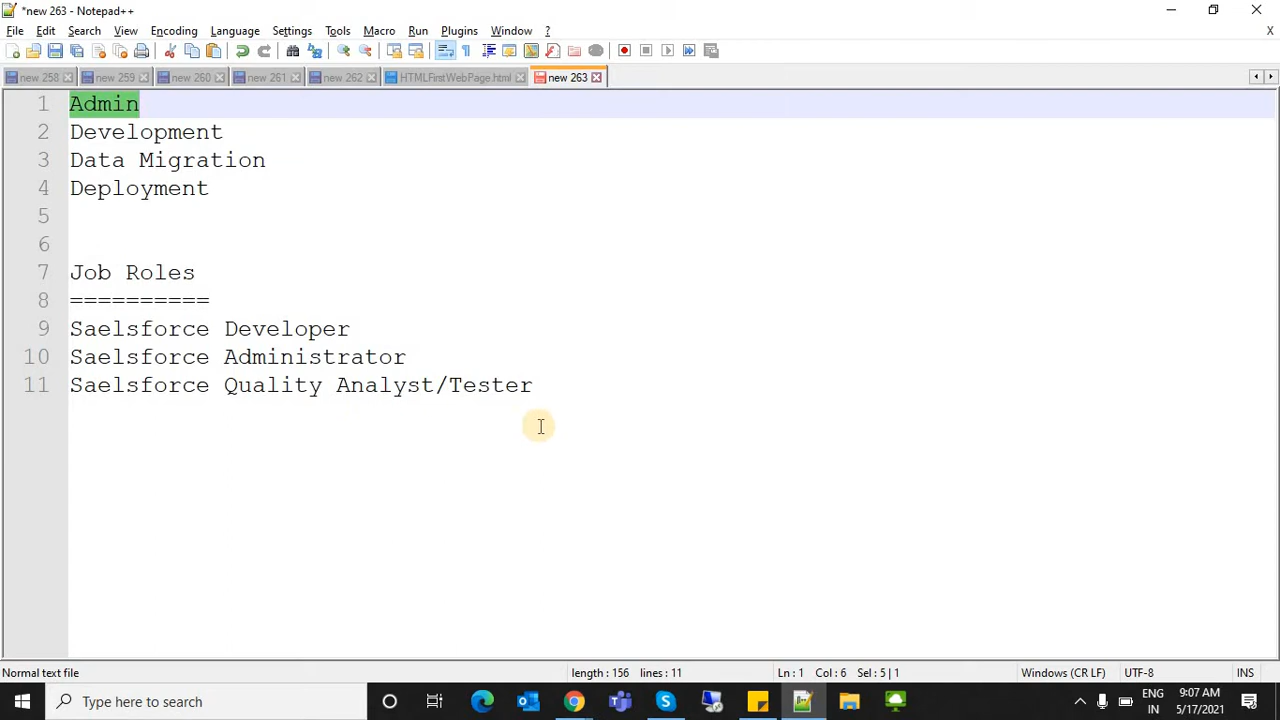 *new 263 - Notepad++
File Edit Search View Encoding Language Settings Tools Macro Run Plugins Window ?
X
new 258 new 259 new 260 new 261 new 262 HTMLFirstWebPage.html new 263
1 Admin
2 Development
3 Data Migration
4 Deployment
5
6
7 Job Roles
8 ==========
9 Saelsforce Developer
10 Saelsforce Administrator
11 Saelsforce Quality Analyst/Tester
Normal text file length : 156 lines : 11 Ln : 1 Col : 6 Sel : 5 | 1 Windows (CR LF) UTF-8 INS
Type here to search
ENG
IN
9:07 AM
5/17/2021